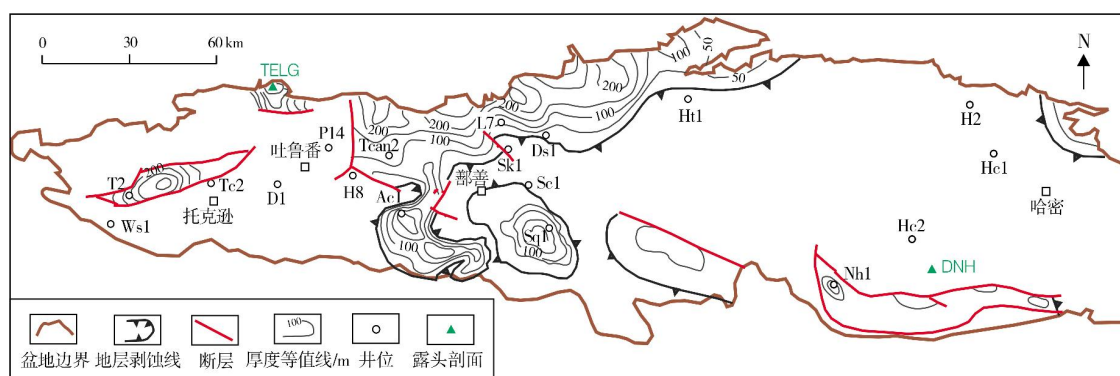 0 30 60 km
N
TELG
100
50
200
200
200
200
100
100
50
L7
Ht1
H2
P14
吐鲁番
Tcan2
Ds1
Sk1
Hc1
200
T2
Tc2
D1
H8
鄯善
Sc1
哈密
托克逊
Ac1
Ws1
Sq1
Hc2
100
100
100
DNH
Nh1
100
盆地边界 地层剥蚀线 断层 厚度等值线/m 井位 露头剖面